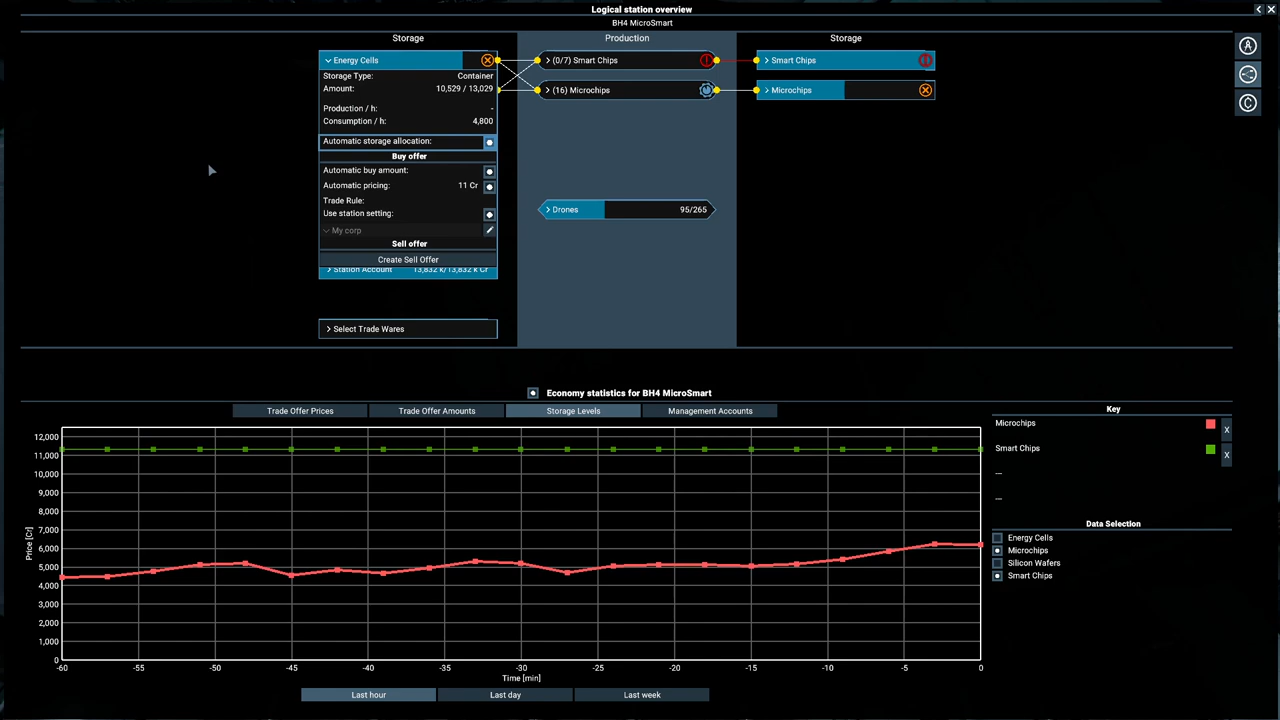 Logical station overview
BH4 MicroSmart
Storage
Production
Storage
Energy Cells
(0/7) Smart Chips
Smart Chips
Storage Type: Container
Amount: 10,529 / 13,029
(16) Microchips
Microchips
Production / h: -
Consumption / h: 4,800
Automatic storage allocation:
Buy offer
Automatic buy amount:
Automatic pricing: 11 Cr
Trade Rule:
Use station setting:
My corp
Sell offer
Create Sell Offer
Station Account 13,832 k/13,832 k Cr
Drones 95/265
Select Trade Wares
Economy statistics for BH4 MicroSmart
Trade Offer Prices
Trade Offer Amounts
Storage Levels
Management Accounts
Key
Microchips
X
Smart Chips
X
---
---
Data Selection
Energy Cells
Microchips
Silicon Wafers
Smart Chips
Price [Cr]
12,000
11,000
10,000
9,000
8,000
7,000
6,000
5,000
4,000
3,000
2,000
1,000
0
-60 -55 -50 -45 -40 -35 -30 -25 -20 -15 -10 -5 0
Time [min]
Last hour
Last day
Last week